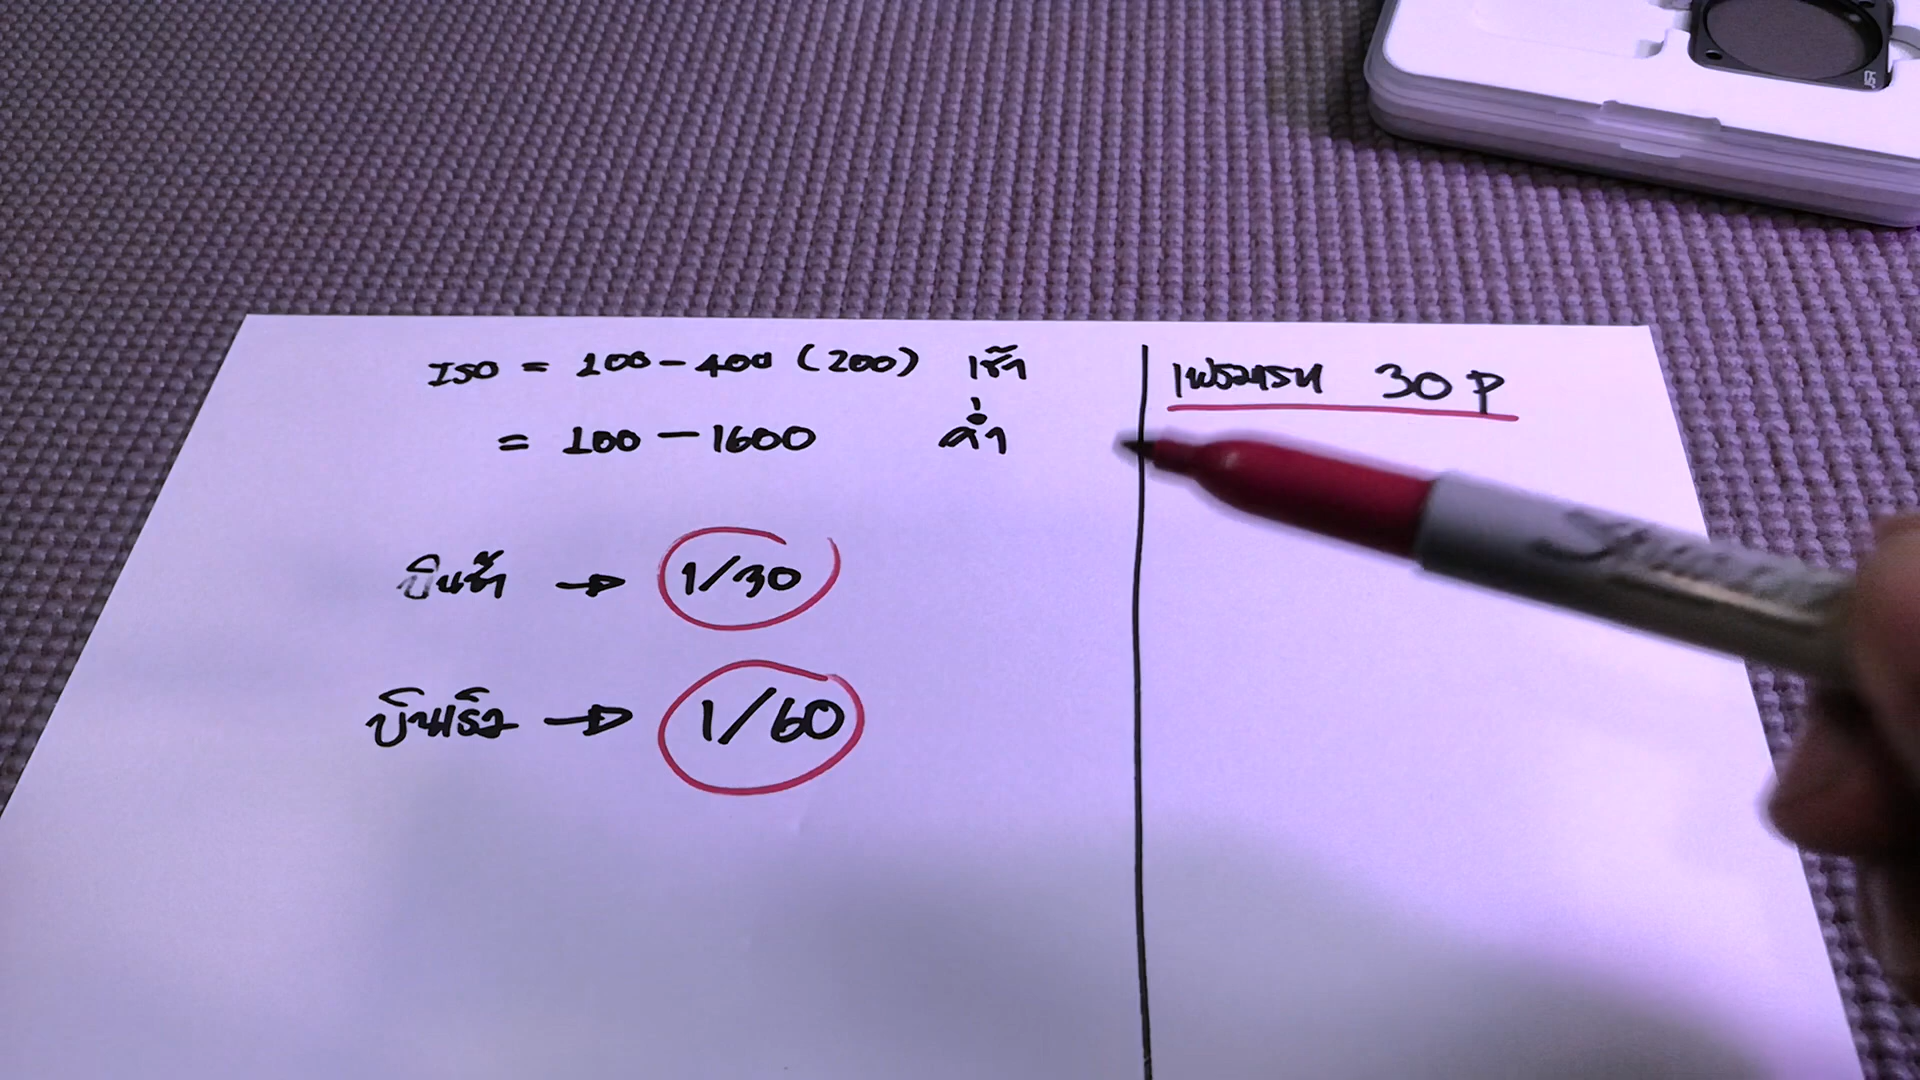 ISO = 100 - 400 (200) เช้า
= 100 - 1600 ค่ำ
บินช้า → 1/30
บินเร็ว → 1/60
เฟรมเรท 30 P